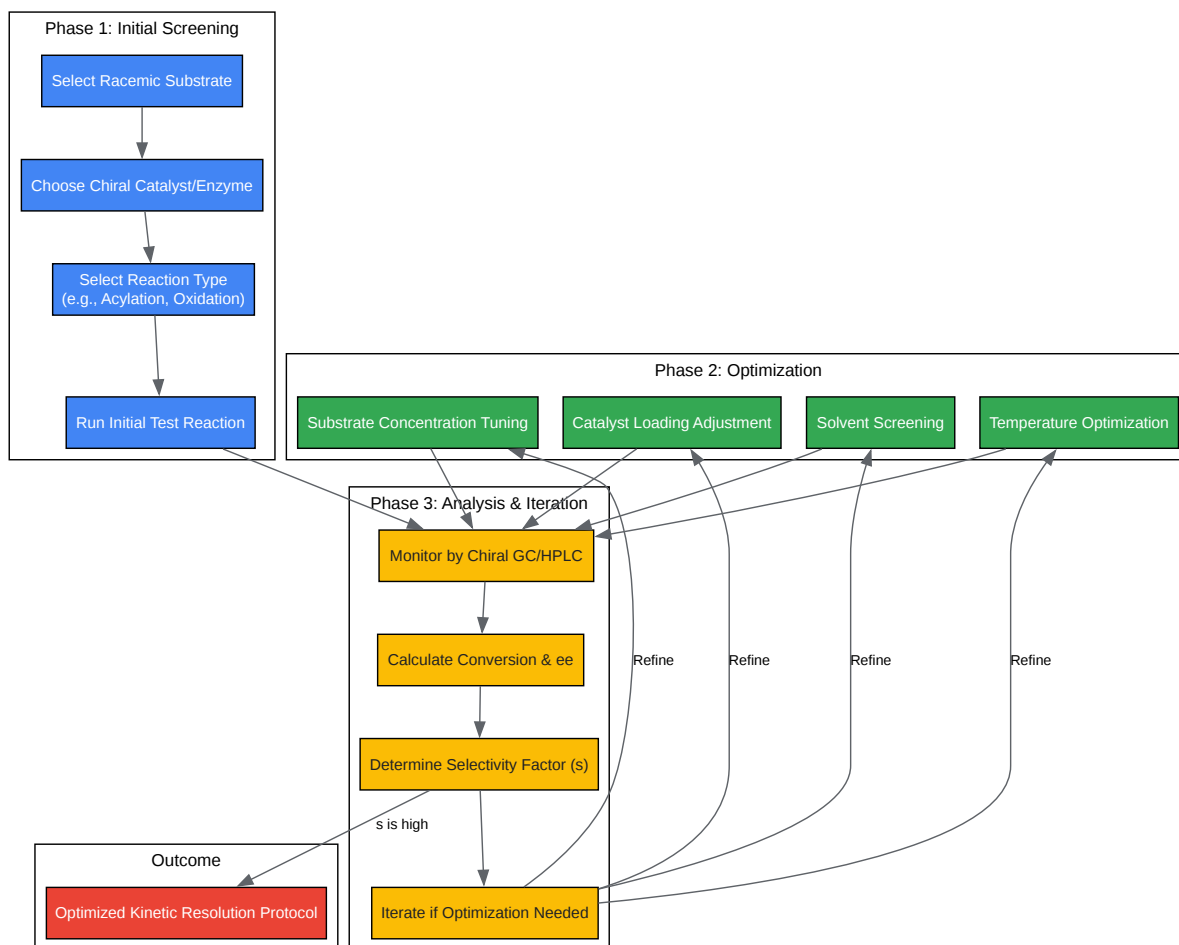 Phase 1: Initial Screening
Select Racemic Substrate
Choose Chiral Catalyst/Enzyme
Select Reaction Type
(e.g., Acylation, Oxidation)
Run Initial Test Reaction
Phase 2: Optimization
Substrate Concentration Tuning
Catalyst Loading Adjustment
Solvent Screening
Temperature Optimization
Phase 3: Analysis & Iteration
Monitor by Chiral GC/HPLC
Calculate Conversion & ee
Refine
Refine
Refine
Refine
Determine Selectivity Factor (s)
s is high
Iterate if Optimization Needed
Outcome
Optimized Kinetic Resolution Protocol